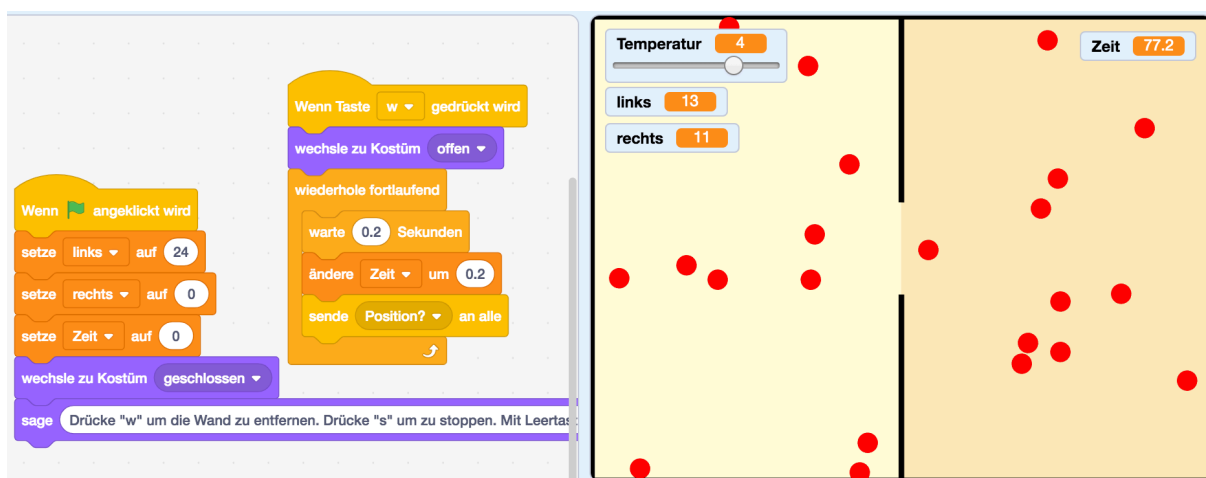 Wenn Taste w gedrückt wird
wechsle zu Kostüm offen
wiederhole fortlaufend
warte 0.2 Sekunden
ändere Zeit um 0.2
sende Position? an alle
Wenn angeklickt wird
setze links auf 24
setze rechts auf 0
setze Zeit auf 0
wechsle zu Kostüm geschlossen
sage Drücke "w" um die Wand zu entfernen. Drücke "s" um zu stoppen. Mit
Temperatur 4
links 13
rechts 11
Zeit 77.2